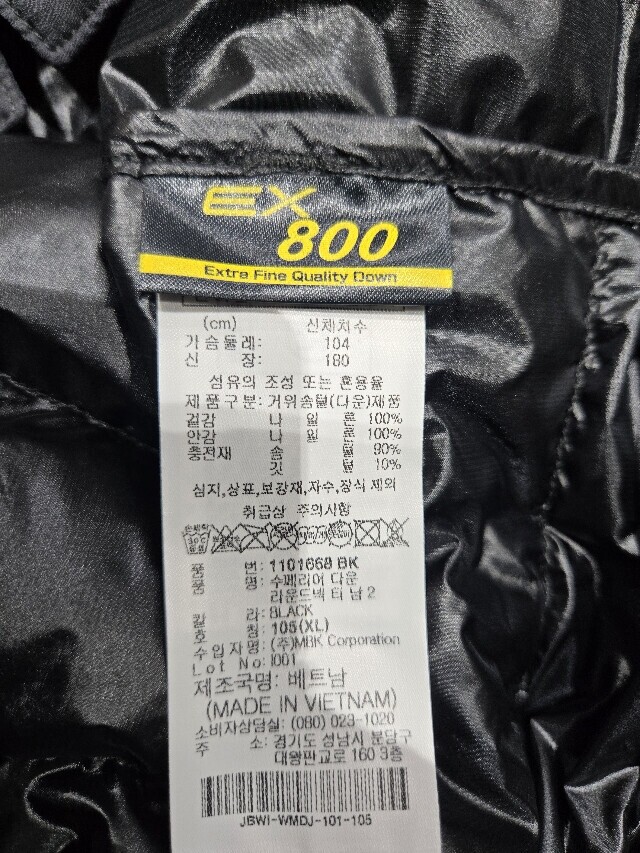 EX
800
Extra Fine Quality Down
(cm) 신체치수
가슴둘레: 104
신 장: 180
섬유의 조성 또는 혼용율
제품구분: 거위솜털(다운)제품
겉감 나 일 론 100%
안감 나 일 론 100%
충전재 솜 털 90%
깃 털 10%
심지,상표,보강재,자수,장식 제외
취급상 주의사항
품 번: 1101668 BK
품 명: 수페리어 다운
라운드넥 티 남2
칼 라: BLACK
호 칭: 105(XL)
수입자명: (주)MBK Corporation
Lot No: I001
제조국명: 베트남
(MADE IN VIETNAM)
소비자상담실: (080) 023-1020
주 소: 경기도 성남시 분당구
대왕판교로 160 3층
JBWI-WMDJ-101-105